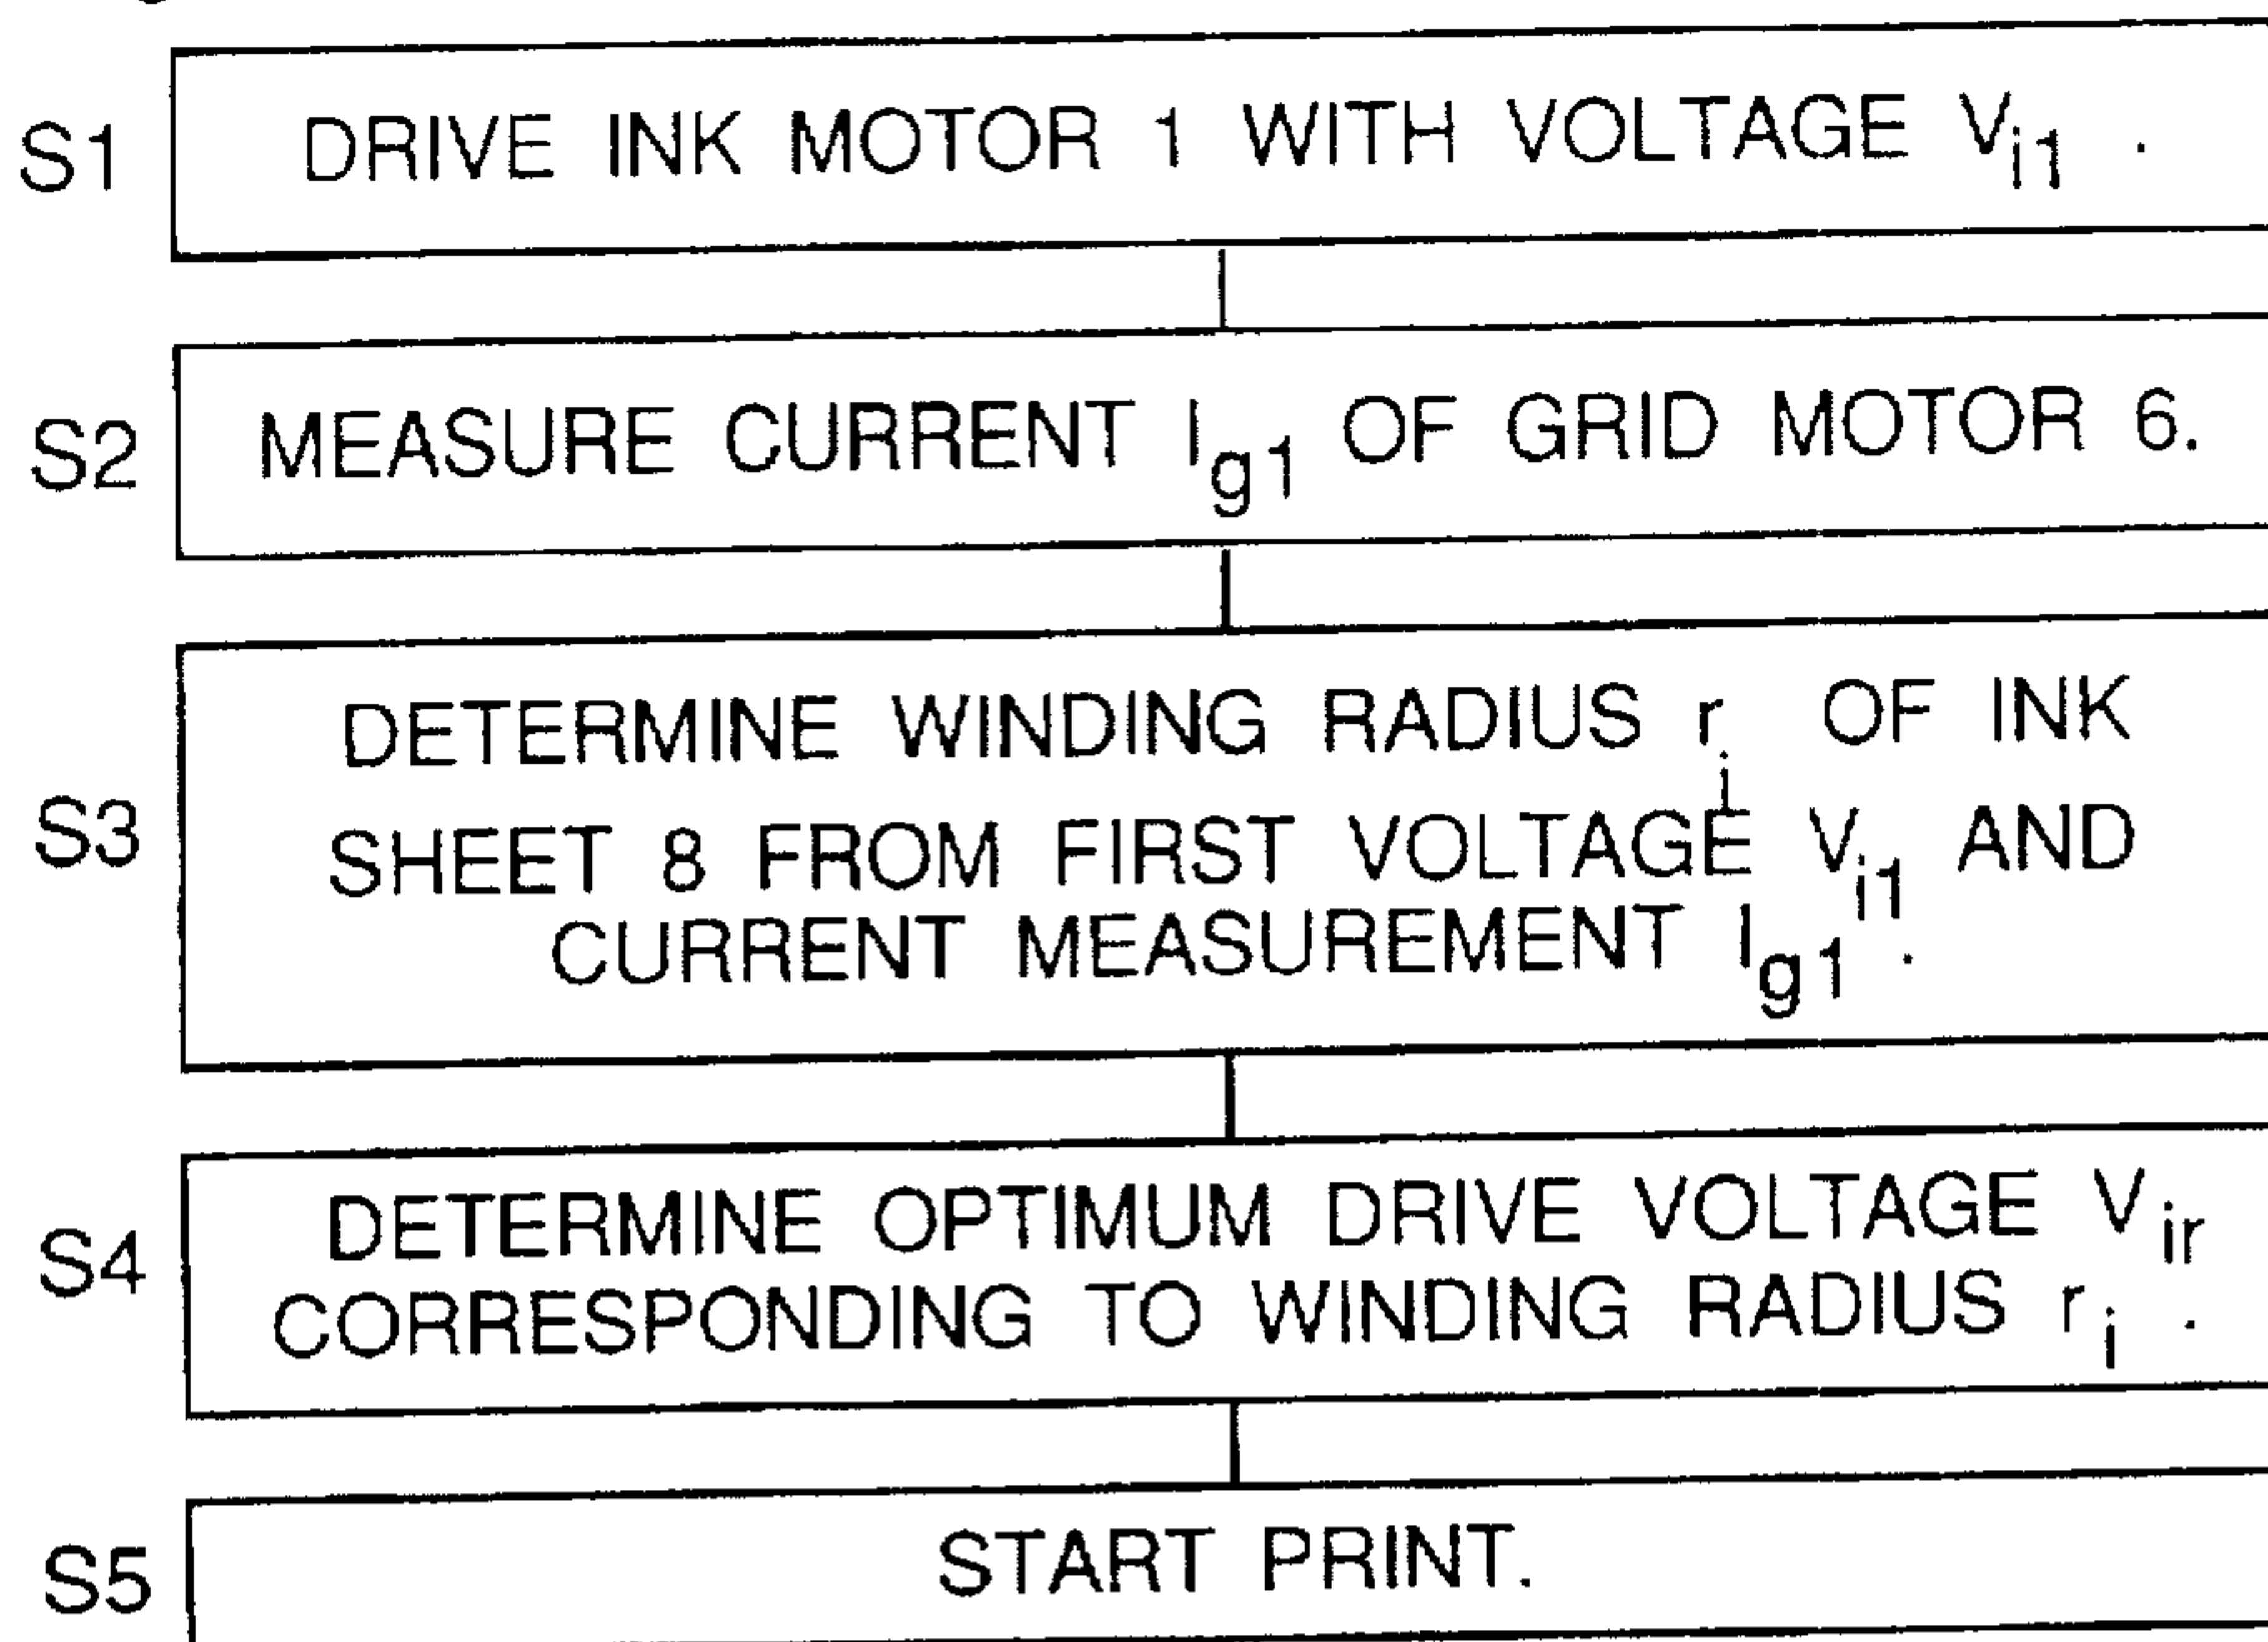 S1 DRIVE INK MOTOR 1 WITH VOLTAGE Vi1 .
S2 MEASURE CURRENT Ig1 OF GRID MOTOR 6.
DETERMINE WINDING RADIUS ri OF INK
S3 SHEET 8 FROM FIRST VOLTAGE Vi1 AND
CURRENT MEASUREMENT Ig1 .
S4 DETERMINE OPTIMUM DRIVE VOLTAGE Vir
CORRESPONDING TO WINDING RADIUS ri .
S5 START PRINT.